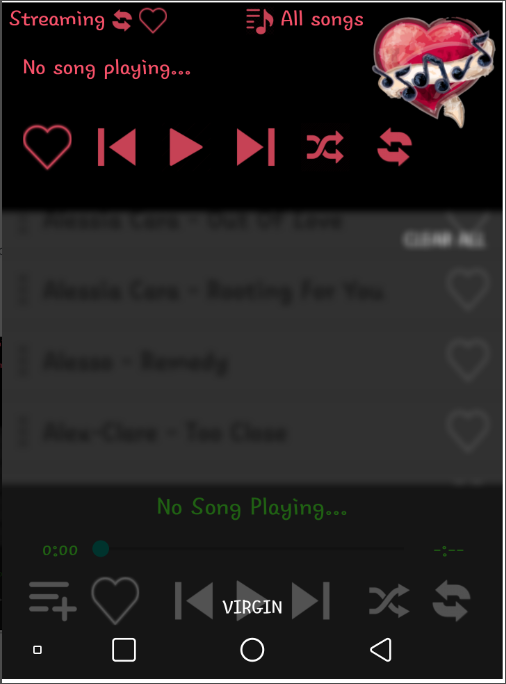 Streaming
All songs
No song playing...
Alessia Cara - Out Of Love
CLEAR ALL
Alessia Cara - Rooting For You
Alesso - Remedy
Alex-Clare - Too Close
No Song Playing...
0:00
-:--
VIRGIN